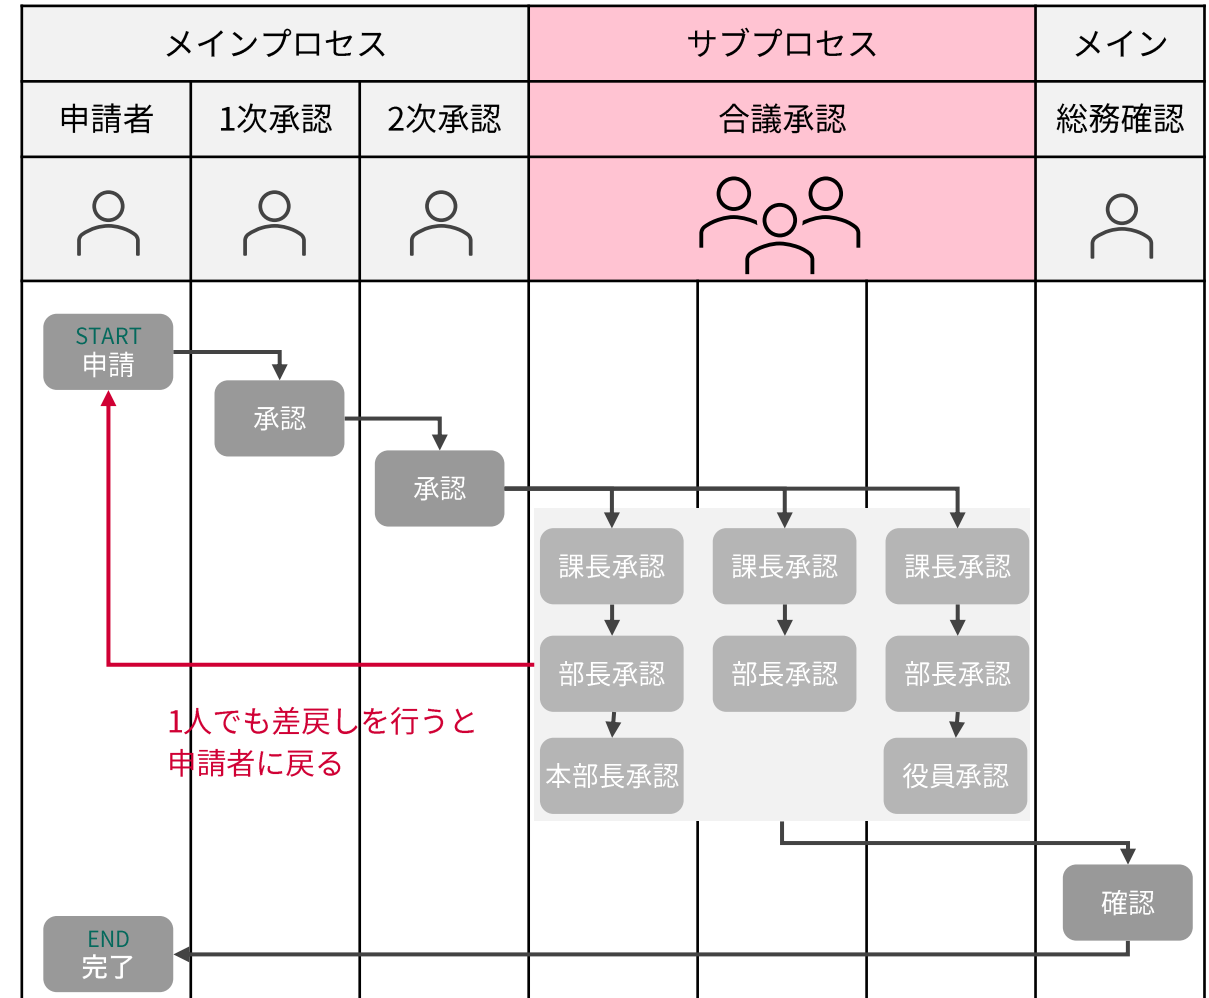 メインプロセス
サブプロセス
メイン
申請者
1次承認
2次承認
合議承認
総務確認
START
申請
承認
承認
課長承認
課長承認
課長承認
部長承認
部長承認
部長承認
1人でも差戻しを行うと
申請者に戻る
本部長承認
役員承認
確認
END
完了